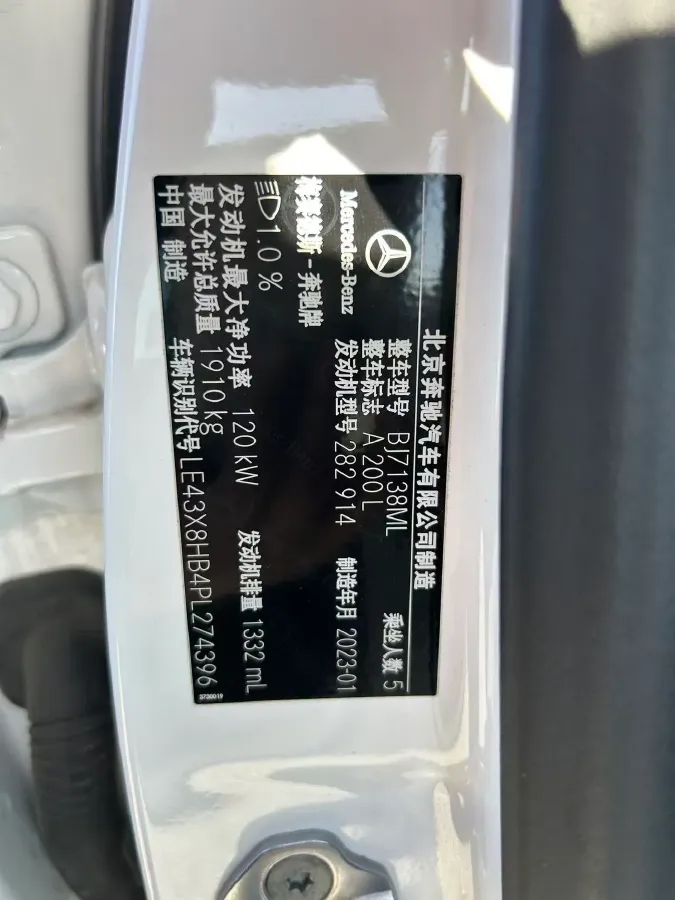 北京奔驰汽车有限公司制造
Mercedes-Benz
梅赛德斯-奔驰牌
整车型号 BJ7138ML 乘坐人数 5
整车标志 A 200 L
发动机型号 282 914 制造年月 2023-01
1.0 %
发动机最大净功率 120 kW 发动机排量 1332 mL
最大允许总质量 1910 kg
中国 制造 车辆识别代号 LE43X8HB4PL274396
3730019